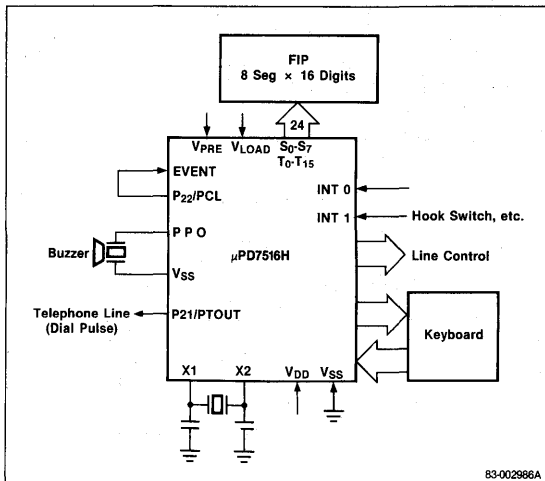 FIP
8 Seg × 16 Digits
24
VPRE VLOAD S0-S7
T0-T15
EVENT
P22/PCL
INT 0
INT 1
Hook Switch, etc.
PPO
Buzzer
μPD7516H
Line Control
VSS
Telephone Line
(Dial Pulse)
P21/PTOUT
Keyboard
X1 X2 VDD VSS
83-002986A